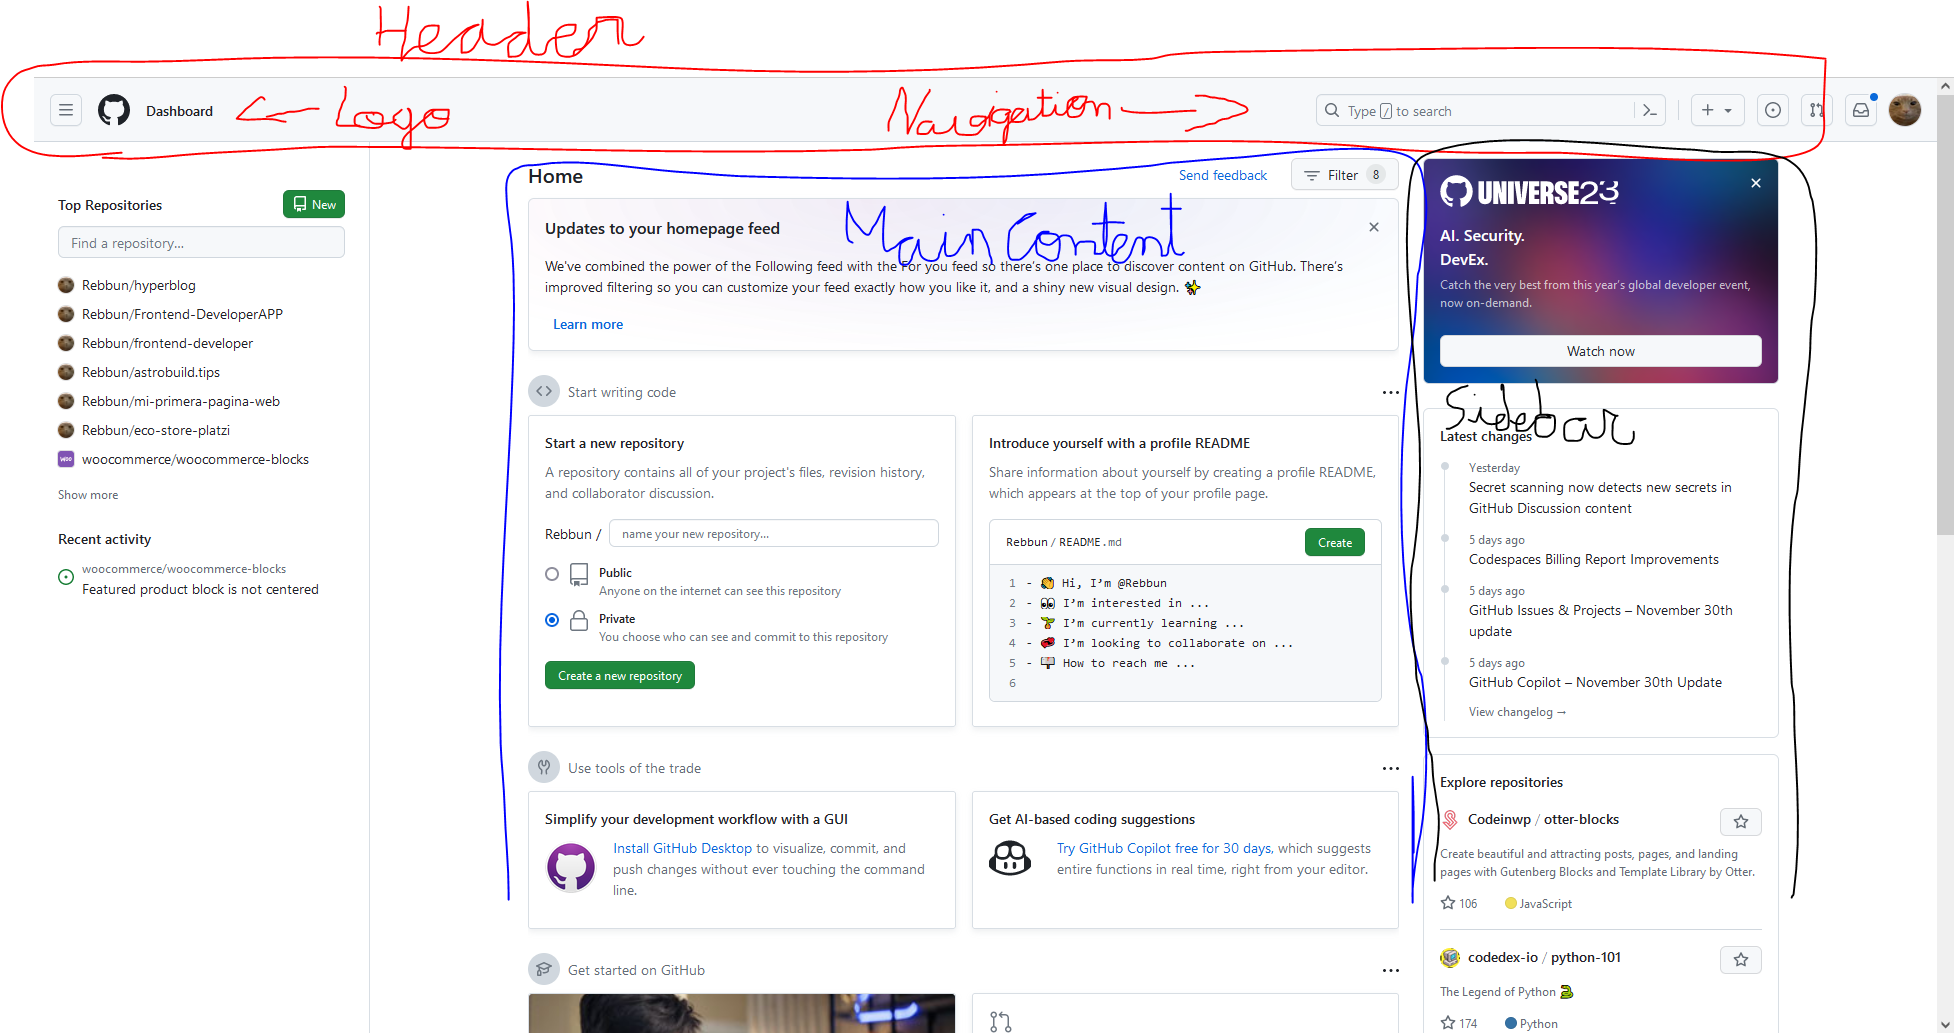 Header
Dashboard
Logo
Navigation
Type / to search
Top Repositories
New
Find a repository...
Rebbun/hyperblog
Rebbun/Frontend-DeveloperAPP
Rebbun/frontend-developer
Rebbun/astrobuild.tips
Rebbun/mi-primera-pagina-web
Rebbun/eco-store-platzi
woo
woocommerce/woocommerce-blocks
Show more
Recent activity
woocommerce/woocommerce-blocks
Featured product block is not centered
Home
Send feedback
Filter 8
Main Content
Updates to your homepage feed
We've combined the power of the Following feed with the For you feed so there's one place to discover content on GitHub. There's
improved filtering so you can customize your feed exactly how you like it, and a shiny new visual design. ✨
Learn more
Start writing code
Start a new repository
A repository contains all of your project's files, revision history,
and collaborator discussion.
Rebbun /
name your new repository...
Public
Anyone on the internet can see this repository
Private
You choose who can see and commit to this repository
Create a new repository
Introduce yourself with a profile README
Share information about yourself by creating a profile README,
which appears at the top of your profile page.
Rebbun / README.md
Create
1 - 👋 Hi, I'm @Rebbun
2 - 👀 I'm interested in ...
3 - 🌱 I'm currently learning ...
4 - 💞️ I'm looking to collaborate on ...
5 - 📫 How to reach me ...
6
Use tools of the trade
Simplify your development workflow with a GUI
Install GitHub Desktop to visualize, commit, and
push changes without ever touching the command
line.
Get AI-based coding suggestions
Try GitHub Copilot free for 30 days, which suggests
entire functions in real time, right from your editor.
Get started on GitHub
UNIVERSE23
AI. Security.
DevEx.
Catch the very best from this year's global developer event,
now on-demand.
Watch now
Sidebar
Latest changes
Yesterday
Secret scanning now detects new secrets in
GitHub Discussion content
5 days ago
Codespaces Billing Report Improvements
5 days ago
GitHub Issues & Projects – November 30th
update
5 days ago
GitHub Copilot – November 30th Update
View changelog →
Explore repositories
Codeinwp / otter-blocks
Create beautiful and attracting posts, pages, and landing
pages with Gutenberg Blocks and Template Library by Otter.
106 JavaScript
codedex-io / python-101
The Legend of Python 🐍
174 Python